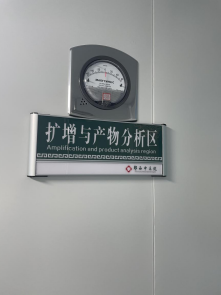 扩增与产物分析区
Amplification and product analysis region